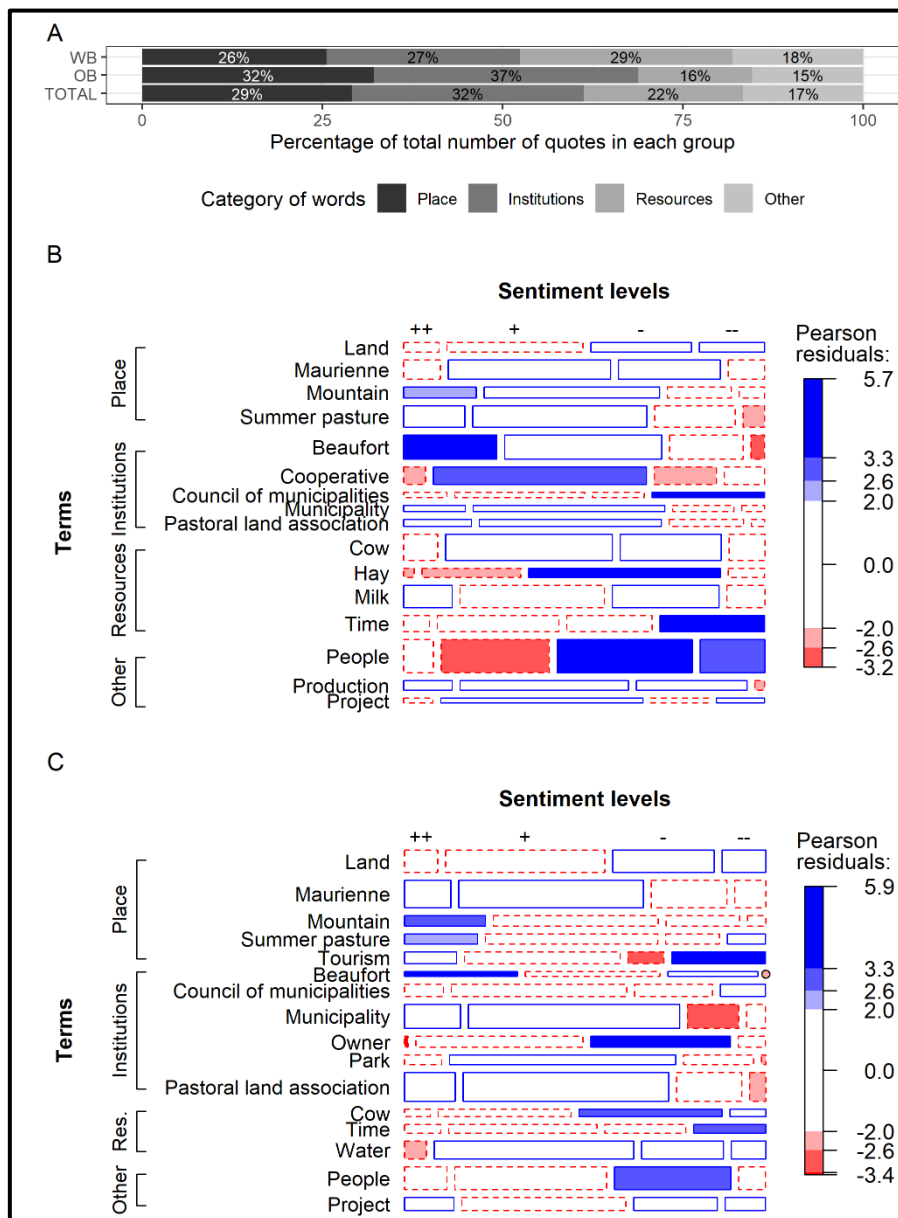 A
WB 26% 27% 29% 18%
OB 32% 37% 16% 15%
TOTAL 29% 32% 22% 17%
0 25 50 75 100
Percentage of total number of quotes in each group
Category of words Place Institutions Resources Other
B
Sentiment levels
++ + - --
Pearson
residuals:
5.7
3.3
2.6
2.0
0.0
-2.0
-2.6
-3.2
Terms
Place
Land
Maurienne
Mountain
Summer pasture
Institutions
Beaufort
Cooperative
Council of municipalities
Municipality
Pastoral land association
Resources
Cow
Hay
Milk
Time
Other
People
Production
Project
C
Sentiment levels
++ + - --
Pearson
residuals:
5.9
3.3
2.6
2.0
0.0
-2.0
-2.6
-3.4
Terms
Place
Land
Maurienne
Mountain
Summer pasture
Tourism
Institutions
Beaufort
Council of municipalities
Municipality
Owner
Park
Pastoral land association
Res.
Cow
Time
Water
Other
People
Project